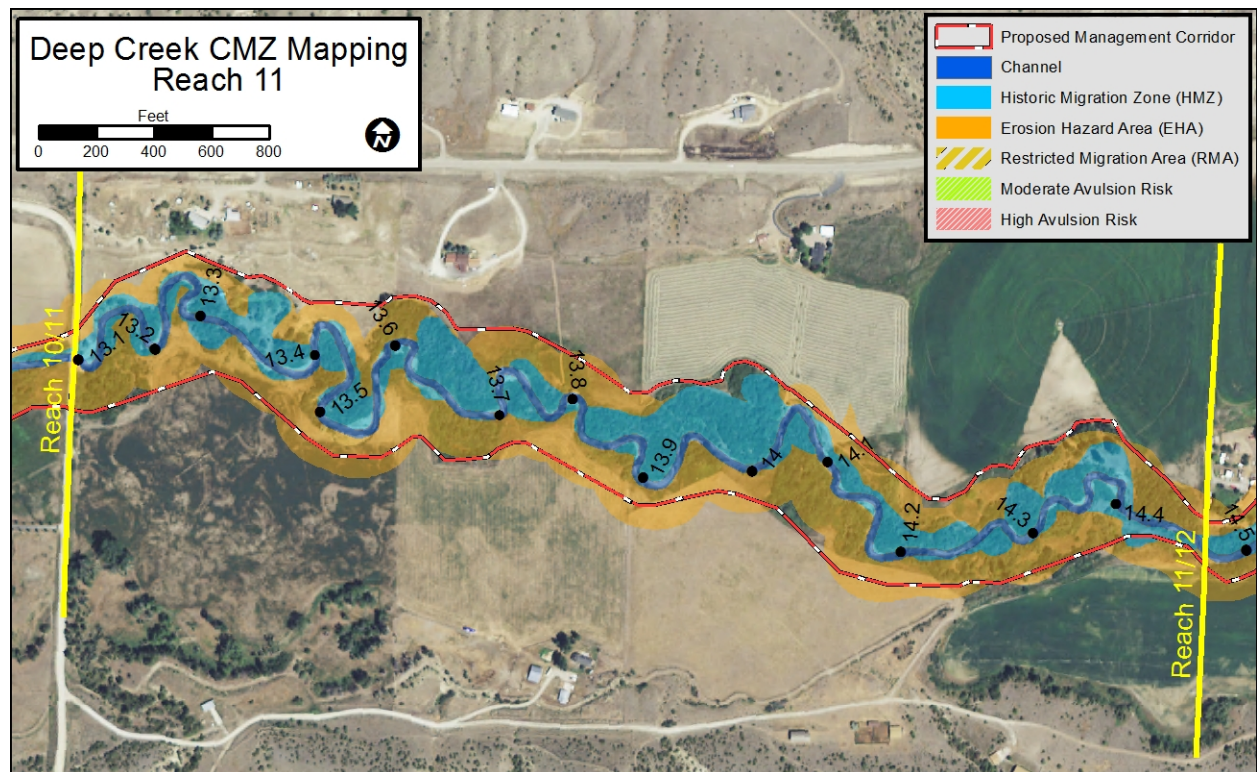 Deep Creek CMZ Mapping
Reach 11
Feet
0 200 400 600 800
N
Proposed Management Corridor
Channel
Historic Migration Zone (HMZ)
Erosion Hazard Area (EHA)
Restricted Migration Area (RMA)
Moderate Avulsion Risk
High Avulsion Risk
Reach 10/11
13.1
13.2
13.3
13.4
13.5
13.6
13.7
13.8
13.9
14
14.1
14.2
14.3
14.4
14.5
Reach 11/12